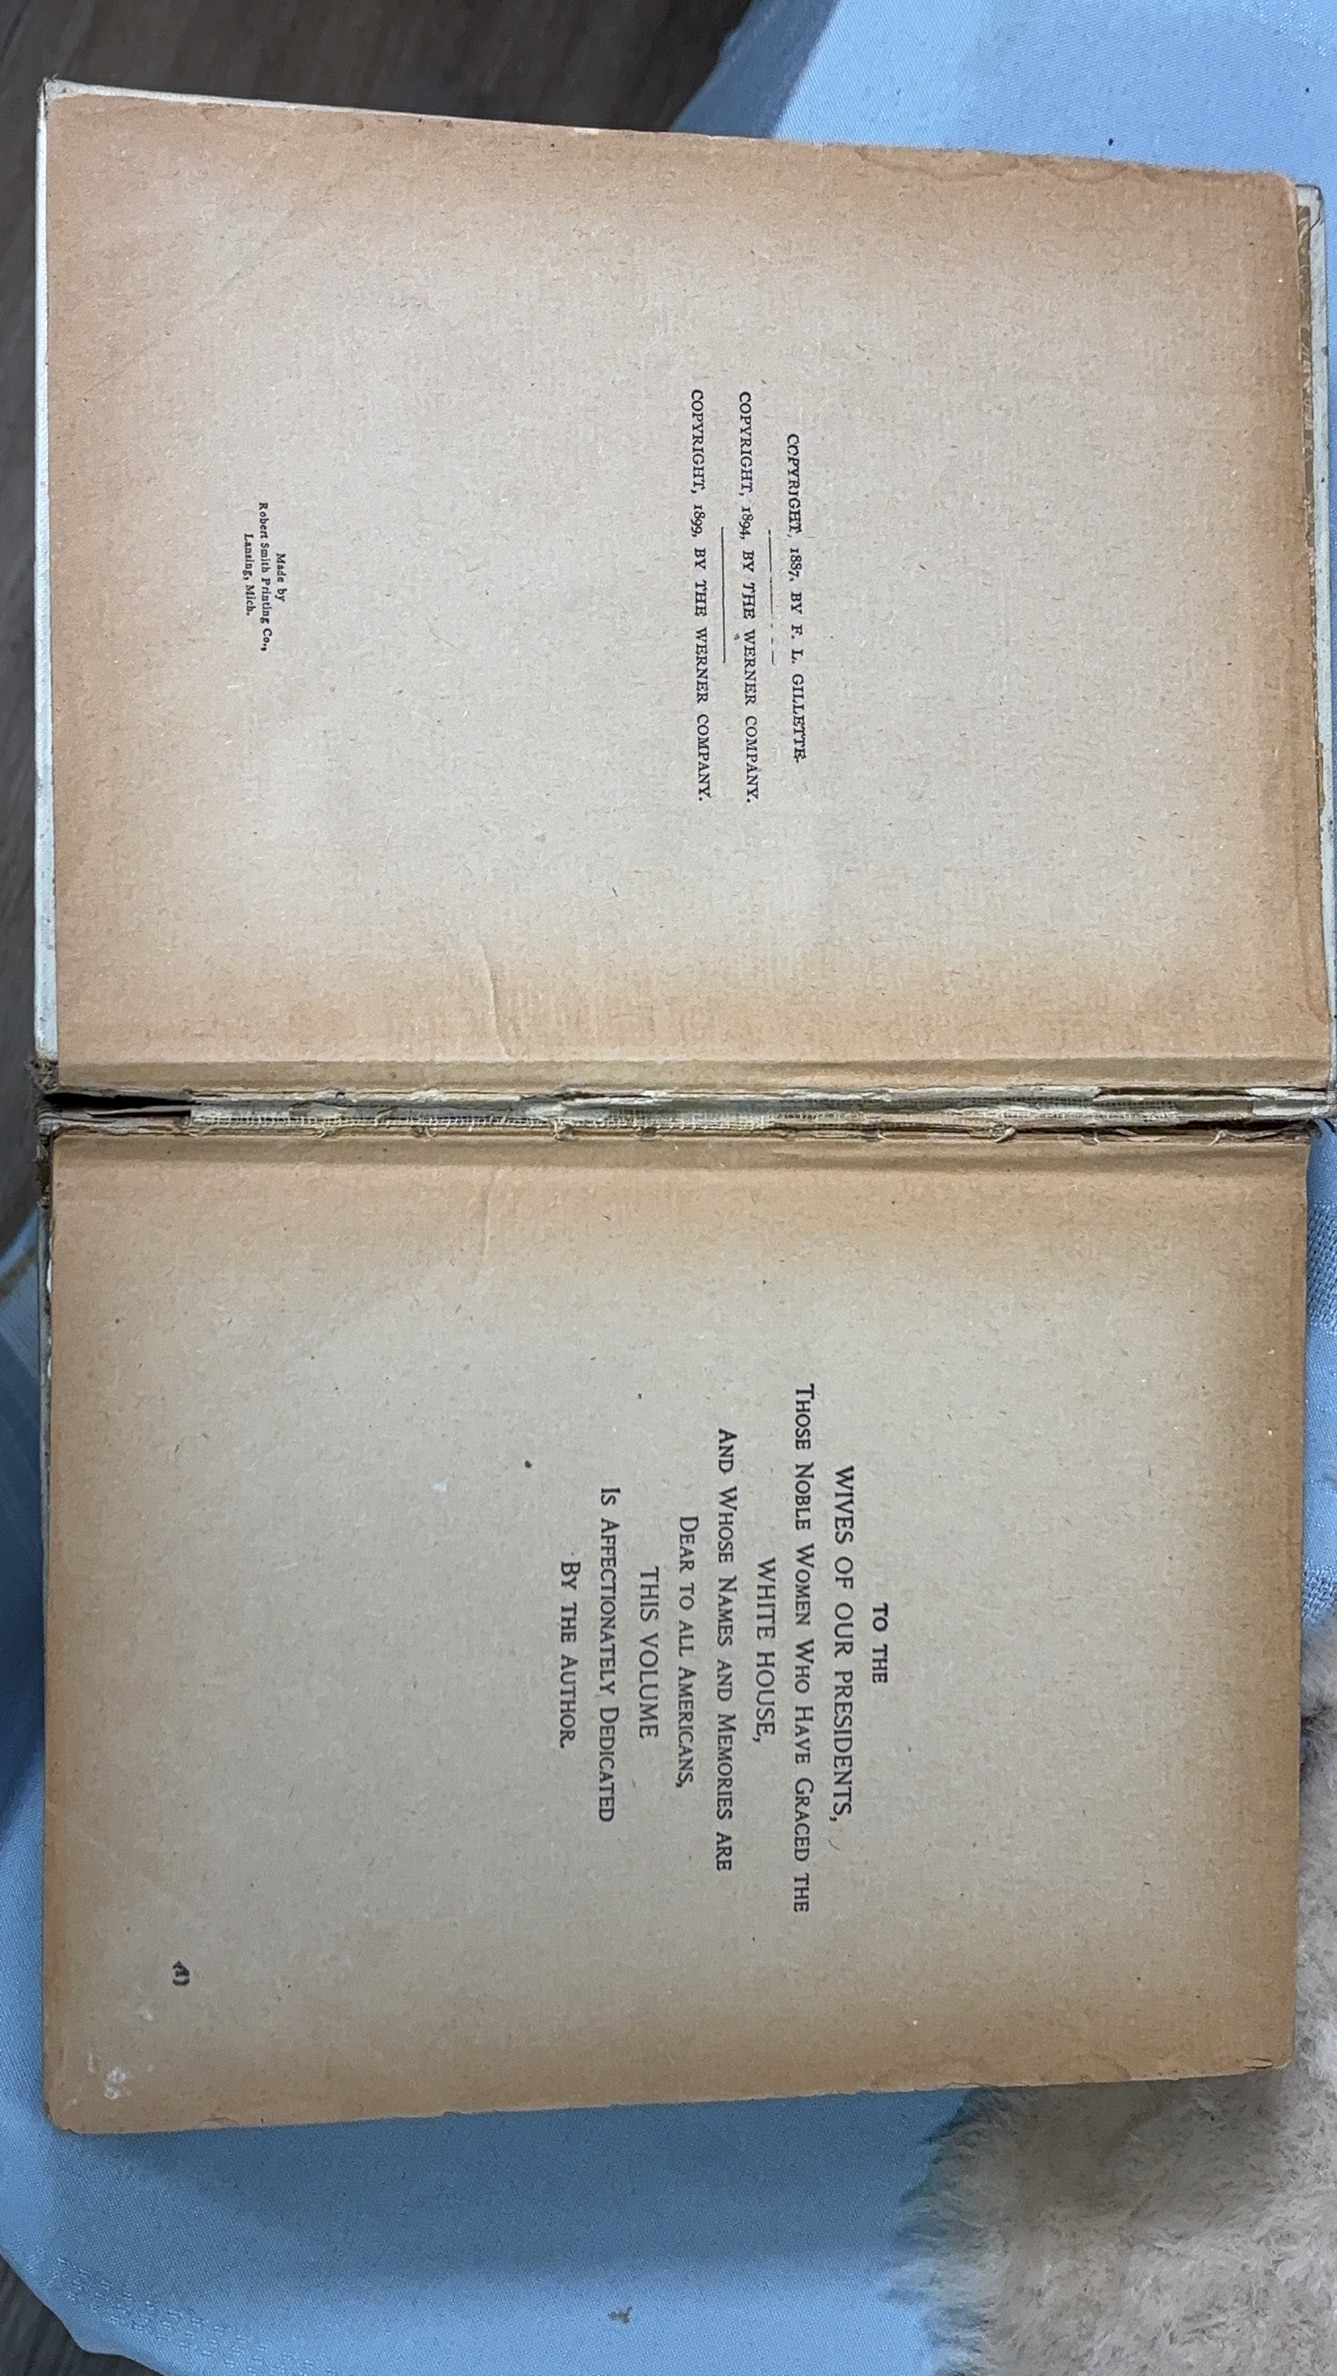 COPYRIGHT, 1887, BY F. L. GILLETTE
COPYRIGHT, 1894, BY THE WERNER COMPANY.
COPYRIGHT, 1899, BY THE WERNER COMPANY.
Made by
Robert Smith Printing Co.,
Lansing, Mich.
TO THE
WIVES OF OUR PRESIDENTS,
THOSE NOBLE WOMEN WHO HAVE GRACED THE
WHITE HOUSE,
AND WHOSE NAMES AND MEMORIES ARE
DEAR TO ALL AMERICANS,
THIS VOLUME
IS AFFECTIONATELY DEDICATED
BY THE AUTHOR.